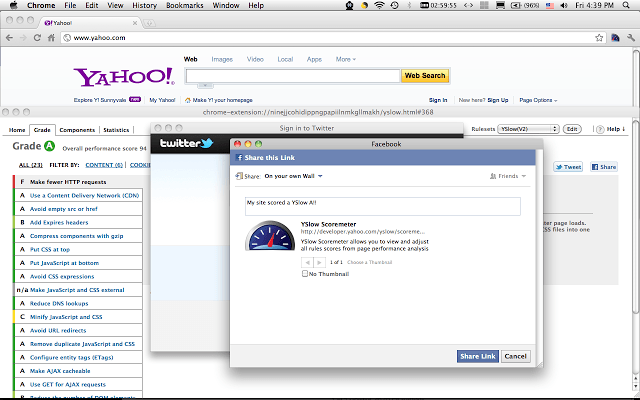 Chrome File Edit View History Bookmarks Window Help 02:59:55 (96%) Fri 4:39 PM
Yahoo!
www.yahoo.com
YAHOO!
Web Images Video Local Apps More
Web Search
Explore Y! Sunnyvale My Yahoo! Make Y! your homepage
Sign In New here? Sign Up Page Options
chrome-extension://ninejjcohidippngpapiilnmkgllmakh/yslow.html#368
Home Grade Components Statistics
Rulesets YSlow(V2) Edit ? Help
Grade A Overall performance score 94
ALL (23) FILTER BY: CONTENT (6) COOKI
Tweet Share
F Make fewer HTTP requests
A Use a Content Delivery Network (CDN)
A Avoid empty src or href
B Add Expires headers
A Compress components with gzip
A Put CSS at top
A Put JavaScript at bottom
A Avoid CSS expressions
n/a Make JavaScript and CSS external
A Reduce DNS lookups
C Minify JavaScript and CSS
A Avoid URL redirects
A Remove duplicate JavaScript and CSS
A Configure entity tags (ETags)
A Make AJAX cacheable
A Use GET for AJAX requests
B Reduce the number of DOM elements
ter page loads.
CSS files into one
Sign in to Twitter
twitter
Facebook
Share this Link
Share: On your own Wall
Friends
My site scored a YSlow A!
YSlow Scoremeter
http://developer.yahoo.com/yslow/scoreme...
YSlow Scoremeter allows you to view and adjust
all rules scores from page performance analysis
1 of 1 Choose a Thumbnail
No Thumbnail
Share Link Cancel